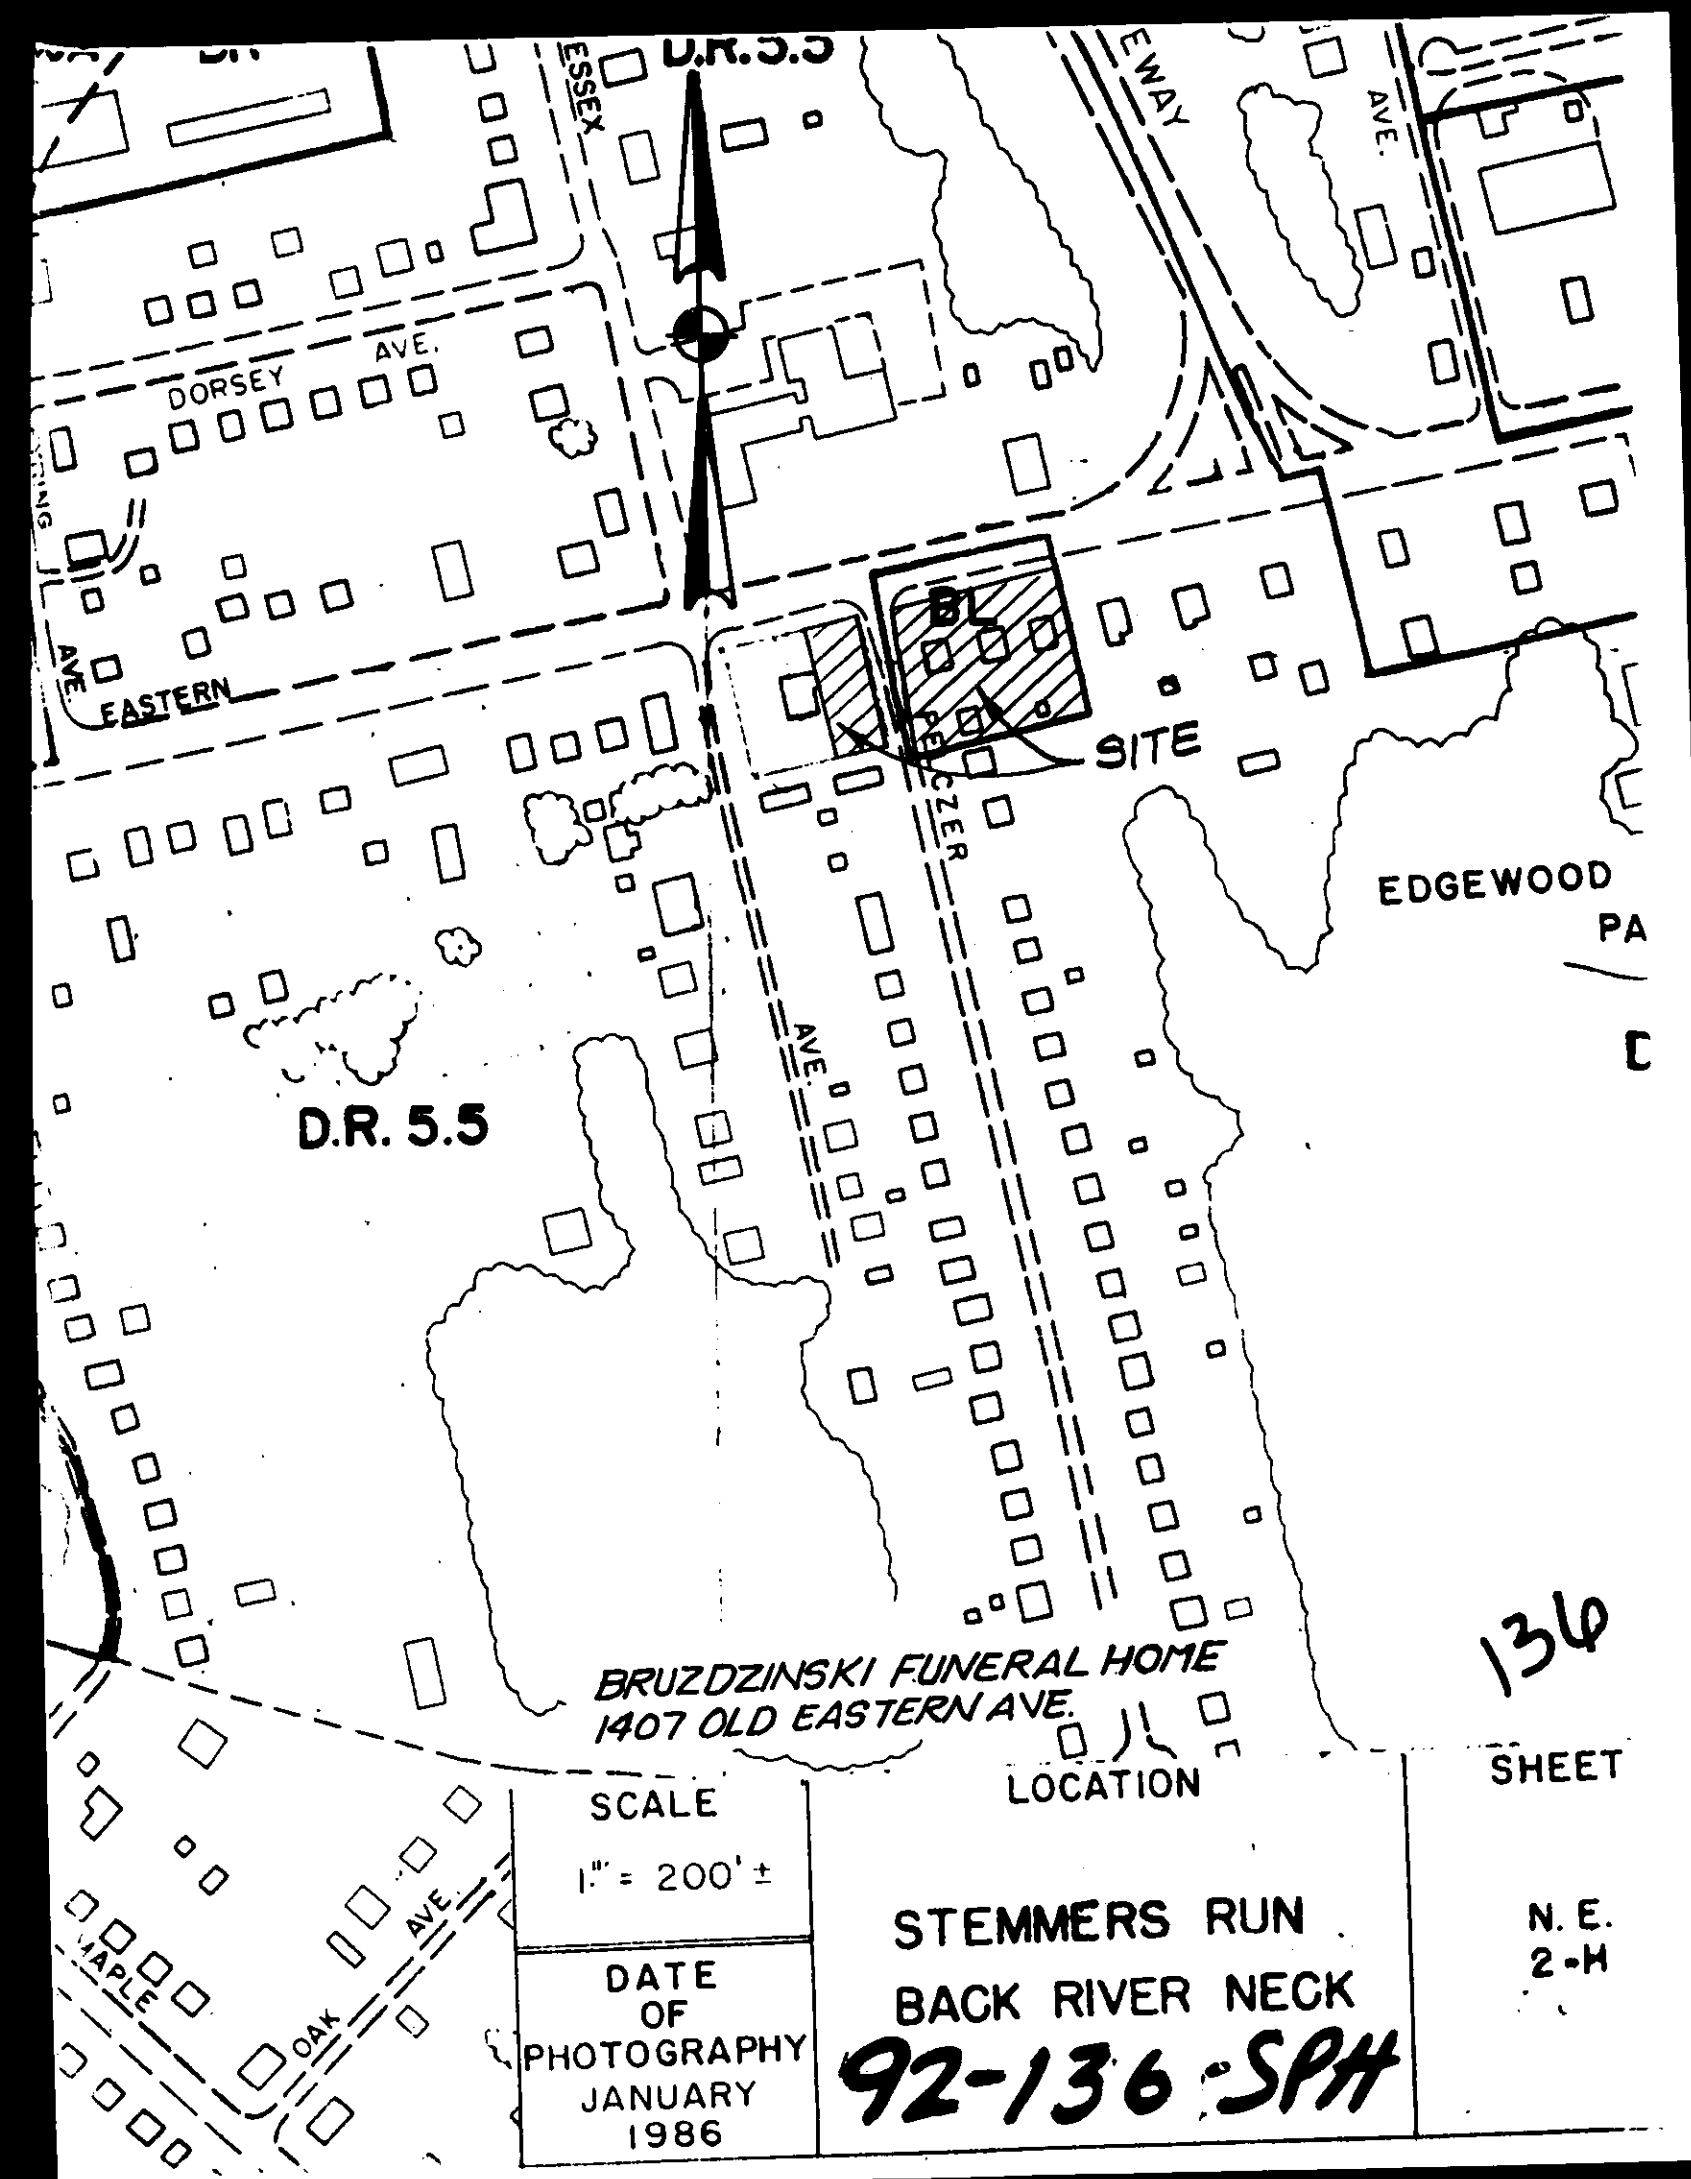 D.R. 5.5
ESSEX
EWAY
AVE.
DORSEY AVE.
AVE.
EASTERN
BL
SITE
CZER
EDGEWOOD
PA
AVE.
D.R. 5.5
BRUZDZINSKI FUNERAL HOME
1407 OLD EASTERN AVE.
136
SCALE
1" = 200' ±
LOCATION
SHEET
STEMMERS RUN
BACK RIVER NECK
N. E.
2-H
DATE
OF
PHOTOGRAPHY
JANUARY
1986
92-136-SPH
MAPLE
OAK AVE.